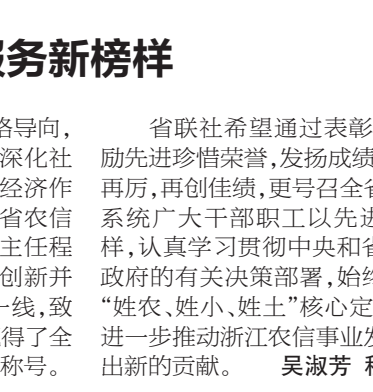 服务新榜样
络导向，
深化社
经济作
省农信
主任程
创新并
一线，致
得了全
称号。
省联社希望通过表彰
励先进珍惜荣誉，发扬成绩
再厉，再创佳绩，更号召全省
系统广大干部职工以先进
样，认真学习贯彻中央和省
政府的有关决策部署，始终
“姓农、姓小、姓土”核心定
进一步推动浙江农信事业发
出新的贡献。 吴淑芳 程